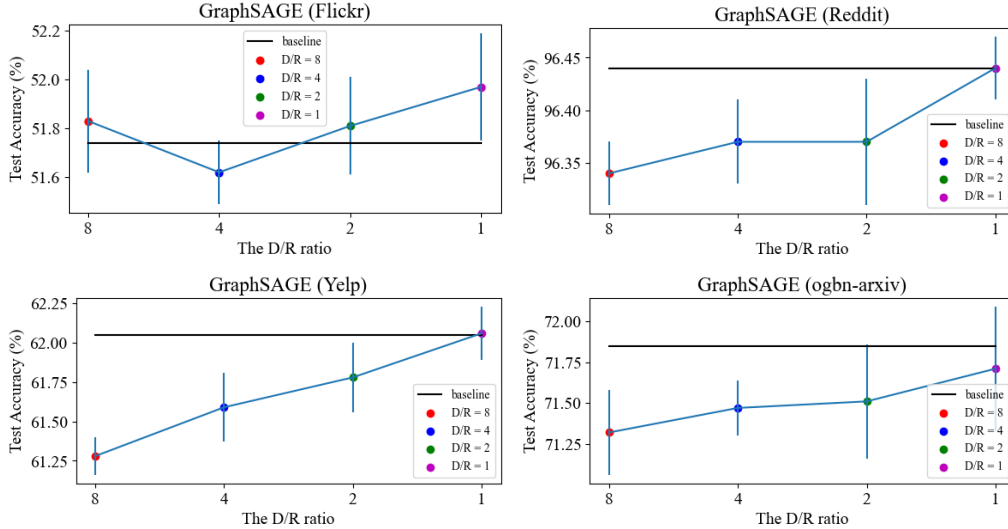 GraphSAGE (Flickr)
Test Accuracy (%)
52.2
52.0
51.8
51.6
baseline
D/R = 8
D/R = 4
D/R = 2
D/R = 1
8 4 2 1
The D/R ratio
GraphSAGE (Reddit)
Test Accuracy (%)
96.45
96.40
96.35
baseline
D/R = 8
D/R = 4
D/R = 2
D/R = 1
8 4 2 1
The D/R ratio
GraphSAGE (Yelp)
Test Accuracy (%)
62.25
62.00
61.75
61.50
61.25
baseline
D/R = 8
D/R = 4
D/R = 2
D/R = 1
8 4 2 1
The D/R ratio
GraphSAGE (ogbn-arxiv)
Test Accuracy (%)
72.00
71.75
71.50
71.25
baseline
D/R = 8
D/R = 4
D/R = 2
D/R = 1
8 4 2 1
The D/R ratio